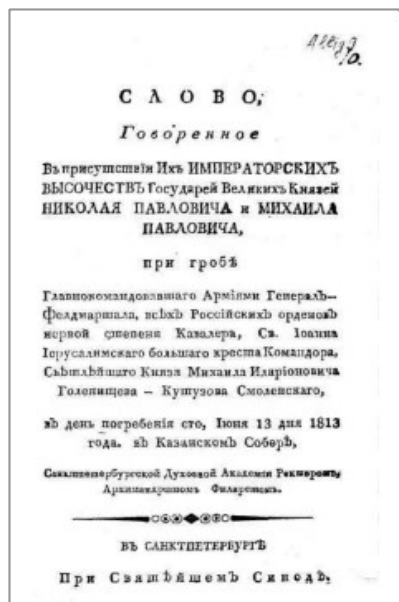 СЛОВО,
Говоренное
Въ присутствіи Ихъ ИМПЕРАТОРСКИХЪ
ВЫСОЧЕСТВЪ Государей Великихъ Князей
НИКОЛАЯ ПАВЛОВИЧА и МИХАИЛА
ПАВЛОВИЧА,
при гробѣ
Главнокомандовавшаго Арміями Генералъ—
Фелдмаршала, всѣхъ Россійскихъ орденовъ
первой степени Кавалера, Св. Іоанна
Іерусалимскаго большаго креста Командора,
Свѣтлѣйшаго Князя Михаила Иларіоновича
Голенищева — Кутузова Смоленскаго,
въ день погребенія его, Іюня 13 дня 1813
года. въ Казанскомъ Соборѣ,
Санктпетербургской Духовной Академіи Ректоромъ,
Архимандритомъ Филаретомъ.
ВЪ САНКТПЕТЕРБУРГѢ
При Святѣйшемъ Синодѣ,